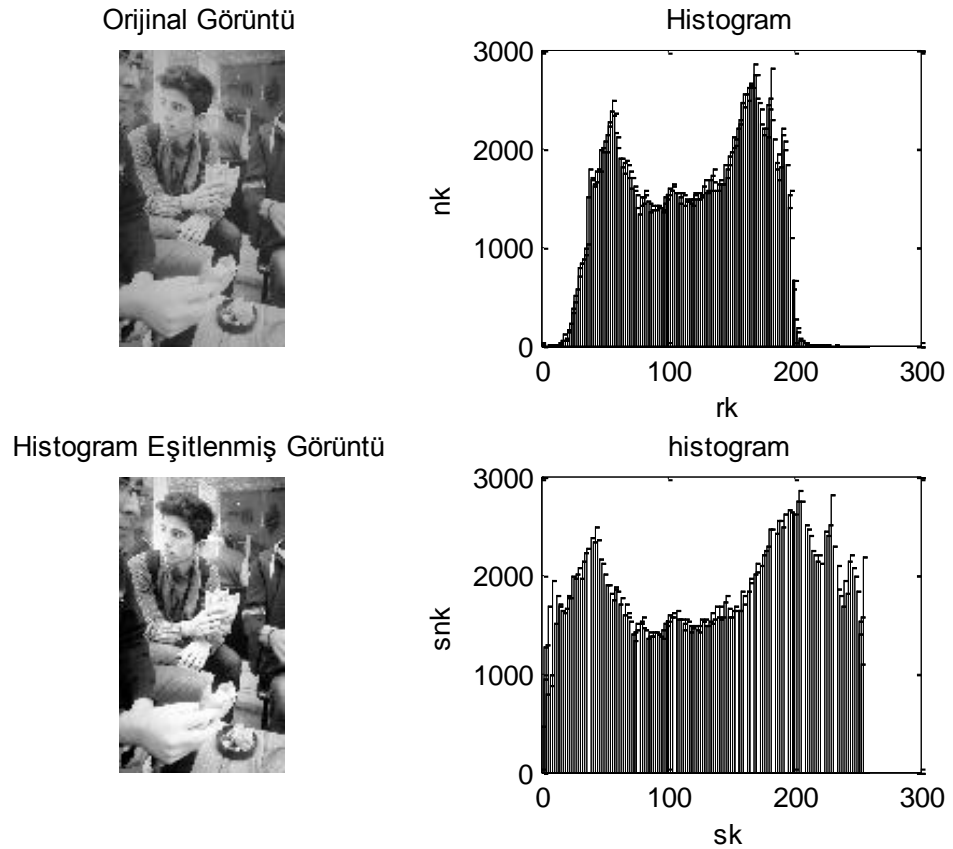 Orijinal Görüntü
Histogram
3000
2000
1000
0
nk
0 100 200 300
rk
Histogram Eşitlenmiş Görüntü
histogram
3000
2000
1000
0
snk
0 100 200 300
sk